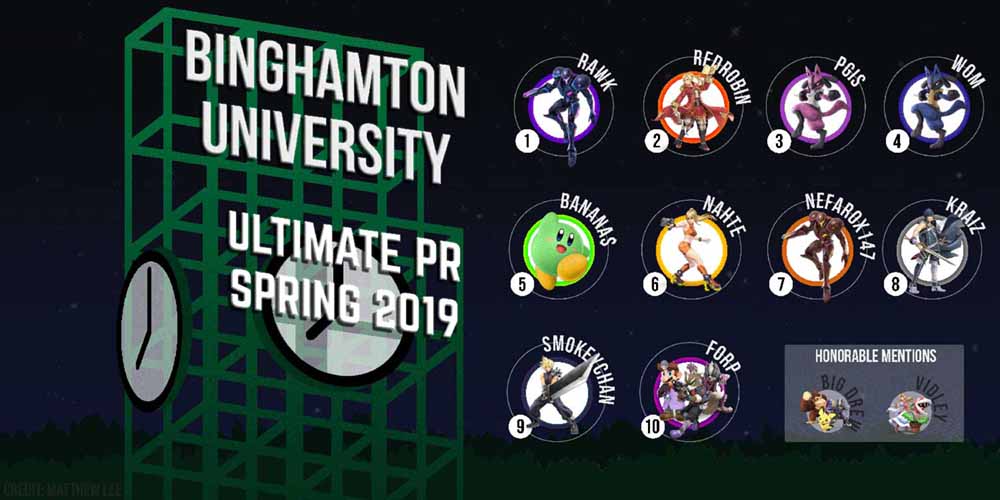 BINGHAMTON
UNIVERSITY
ULTIMATE PR
SPRING 2019
RAWK
1
REDROBIN
2
PGIS
3
WOM
4
BANANAS
5
NAHTE
6
NEFAROX147
7
KRAIZ
8
SMOKEYCHAN
9
FORP
10
HONORABLE MENTIONS
BIG DREW
VIDLEY
CREDIT: MATTHEW LEE